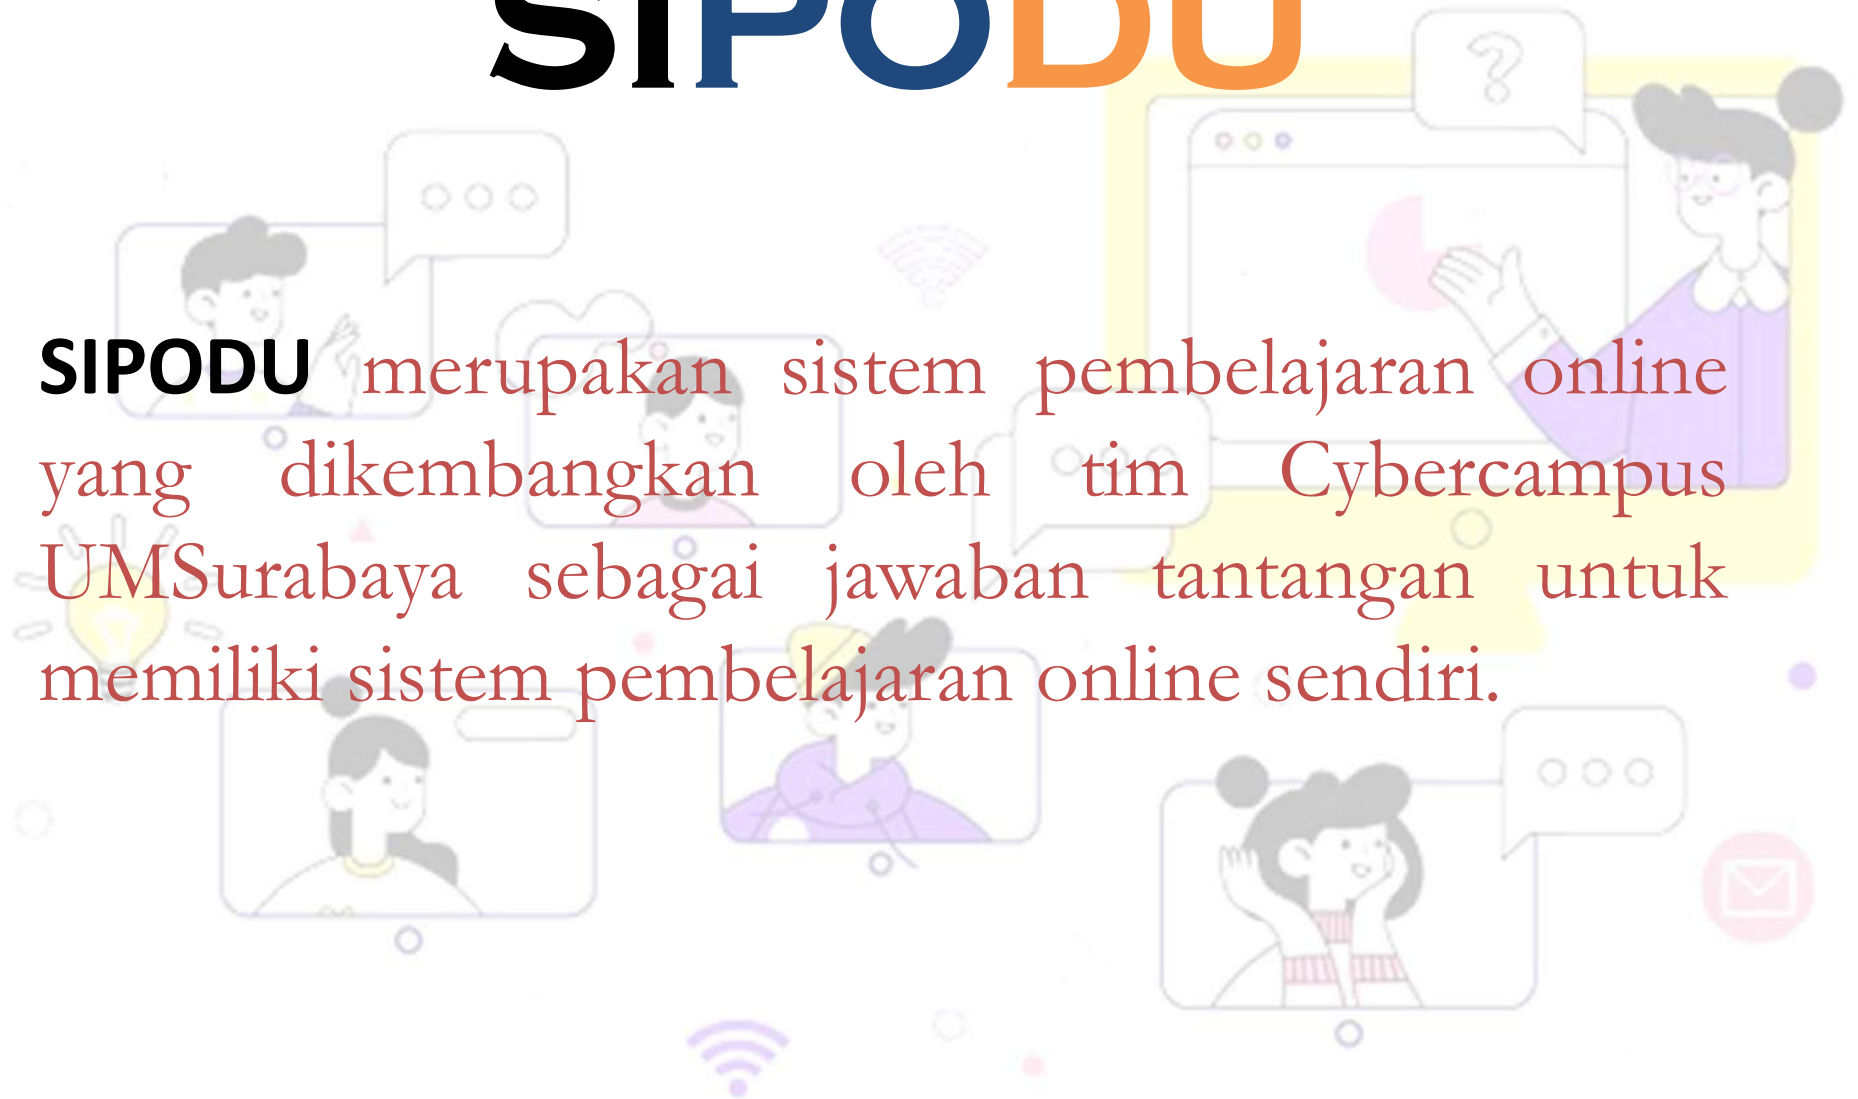 SIPODU
SIPODU merupakan sistem pembelajaran online
yang dikembangkan oleh tim Cybercampus
UMSurabaya sebagai jawaban tantangan untuk
memiliki sistem pembelajaran online sendiri.
?